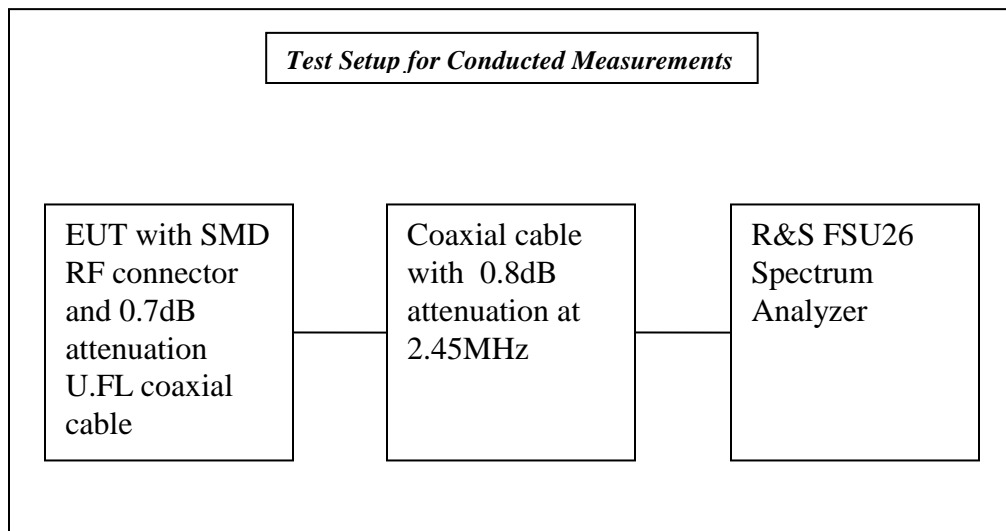 Test Setup for Conducted Measurements
EUT with SMD
RF connector
and 0.7dB
attenuation
U.FL coaxial
cable
Coaxial cable
with 0.8dB
attenuation at
2.45MHz
R&S FSU26
Spectrum
Analyzer